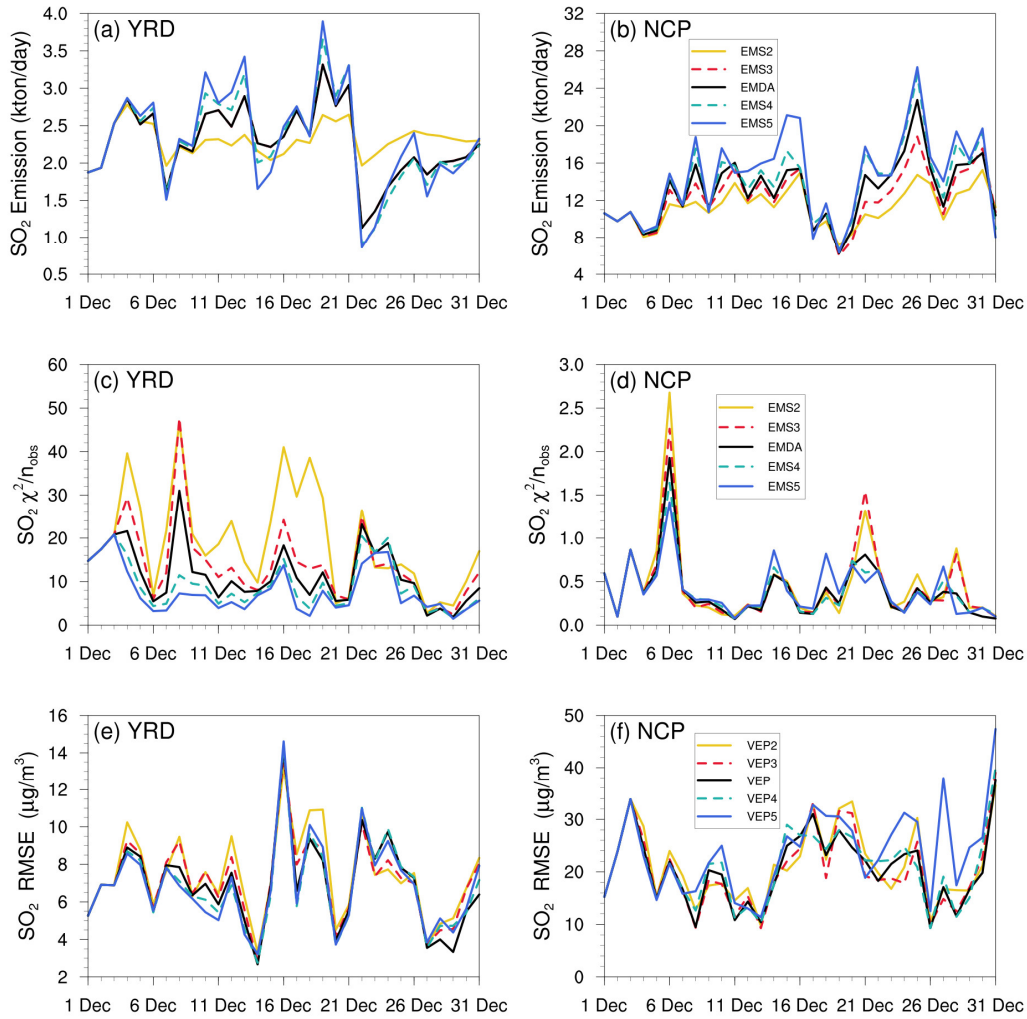 (a) YRD
SO₂ Emission (kton/day)
4.0
3.5
3.0
2.5
2.0
1.5
1.0
0.5
1 Dec 6 Dec 11 Dec 16 Dec 21 Dec 26 Dec 31 Dec
(b) NCP
SO₂ Emission (kton/day)
32
28
24
20
16
12
8
4
EMS2
EMS3
EMDA
EMS4
EMS5
1 Dec 6 Dec 11 Dec 16 Dec 21 Dec 26 Dec 31 Dec
(c) YRD
SO₂ χ²/n_obs
60
50
40
30
20
10
0
1 Dec 6 Dec 11 Dec 16 Dec 21 Dec 26 Dec 31 Dec
(d) NCP
SO₂ χ²/n_obs
3.0
2.5
2.0
1.5
1.0
0.5
0.0
EMS2
EMS3
EMDA
EMS4
EMS5
1 Dec 6 Dec 11 Dec 16 Dec 21 Dec 26 Dec 31 Dec
(e) YRD
SO₂ RMSE (µg/m³)
16
14
12
10
8
6
4
2
1 Dec 6 Dec 11 Dec 16 Dec 21 Dec 26 Dec 31 Dec
(f) NCP
SO₂ RMSE (µg/m³)
50
40
30
20
10
0
VEP2
VEP3
VEP
VEP4
VEP5
1 Dec 6 Dec 11 Dec 16 Dec 21 Dec 26 Dec 31 Dec